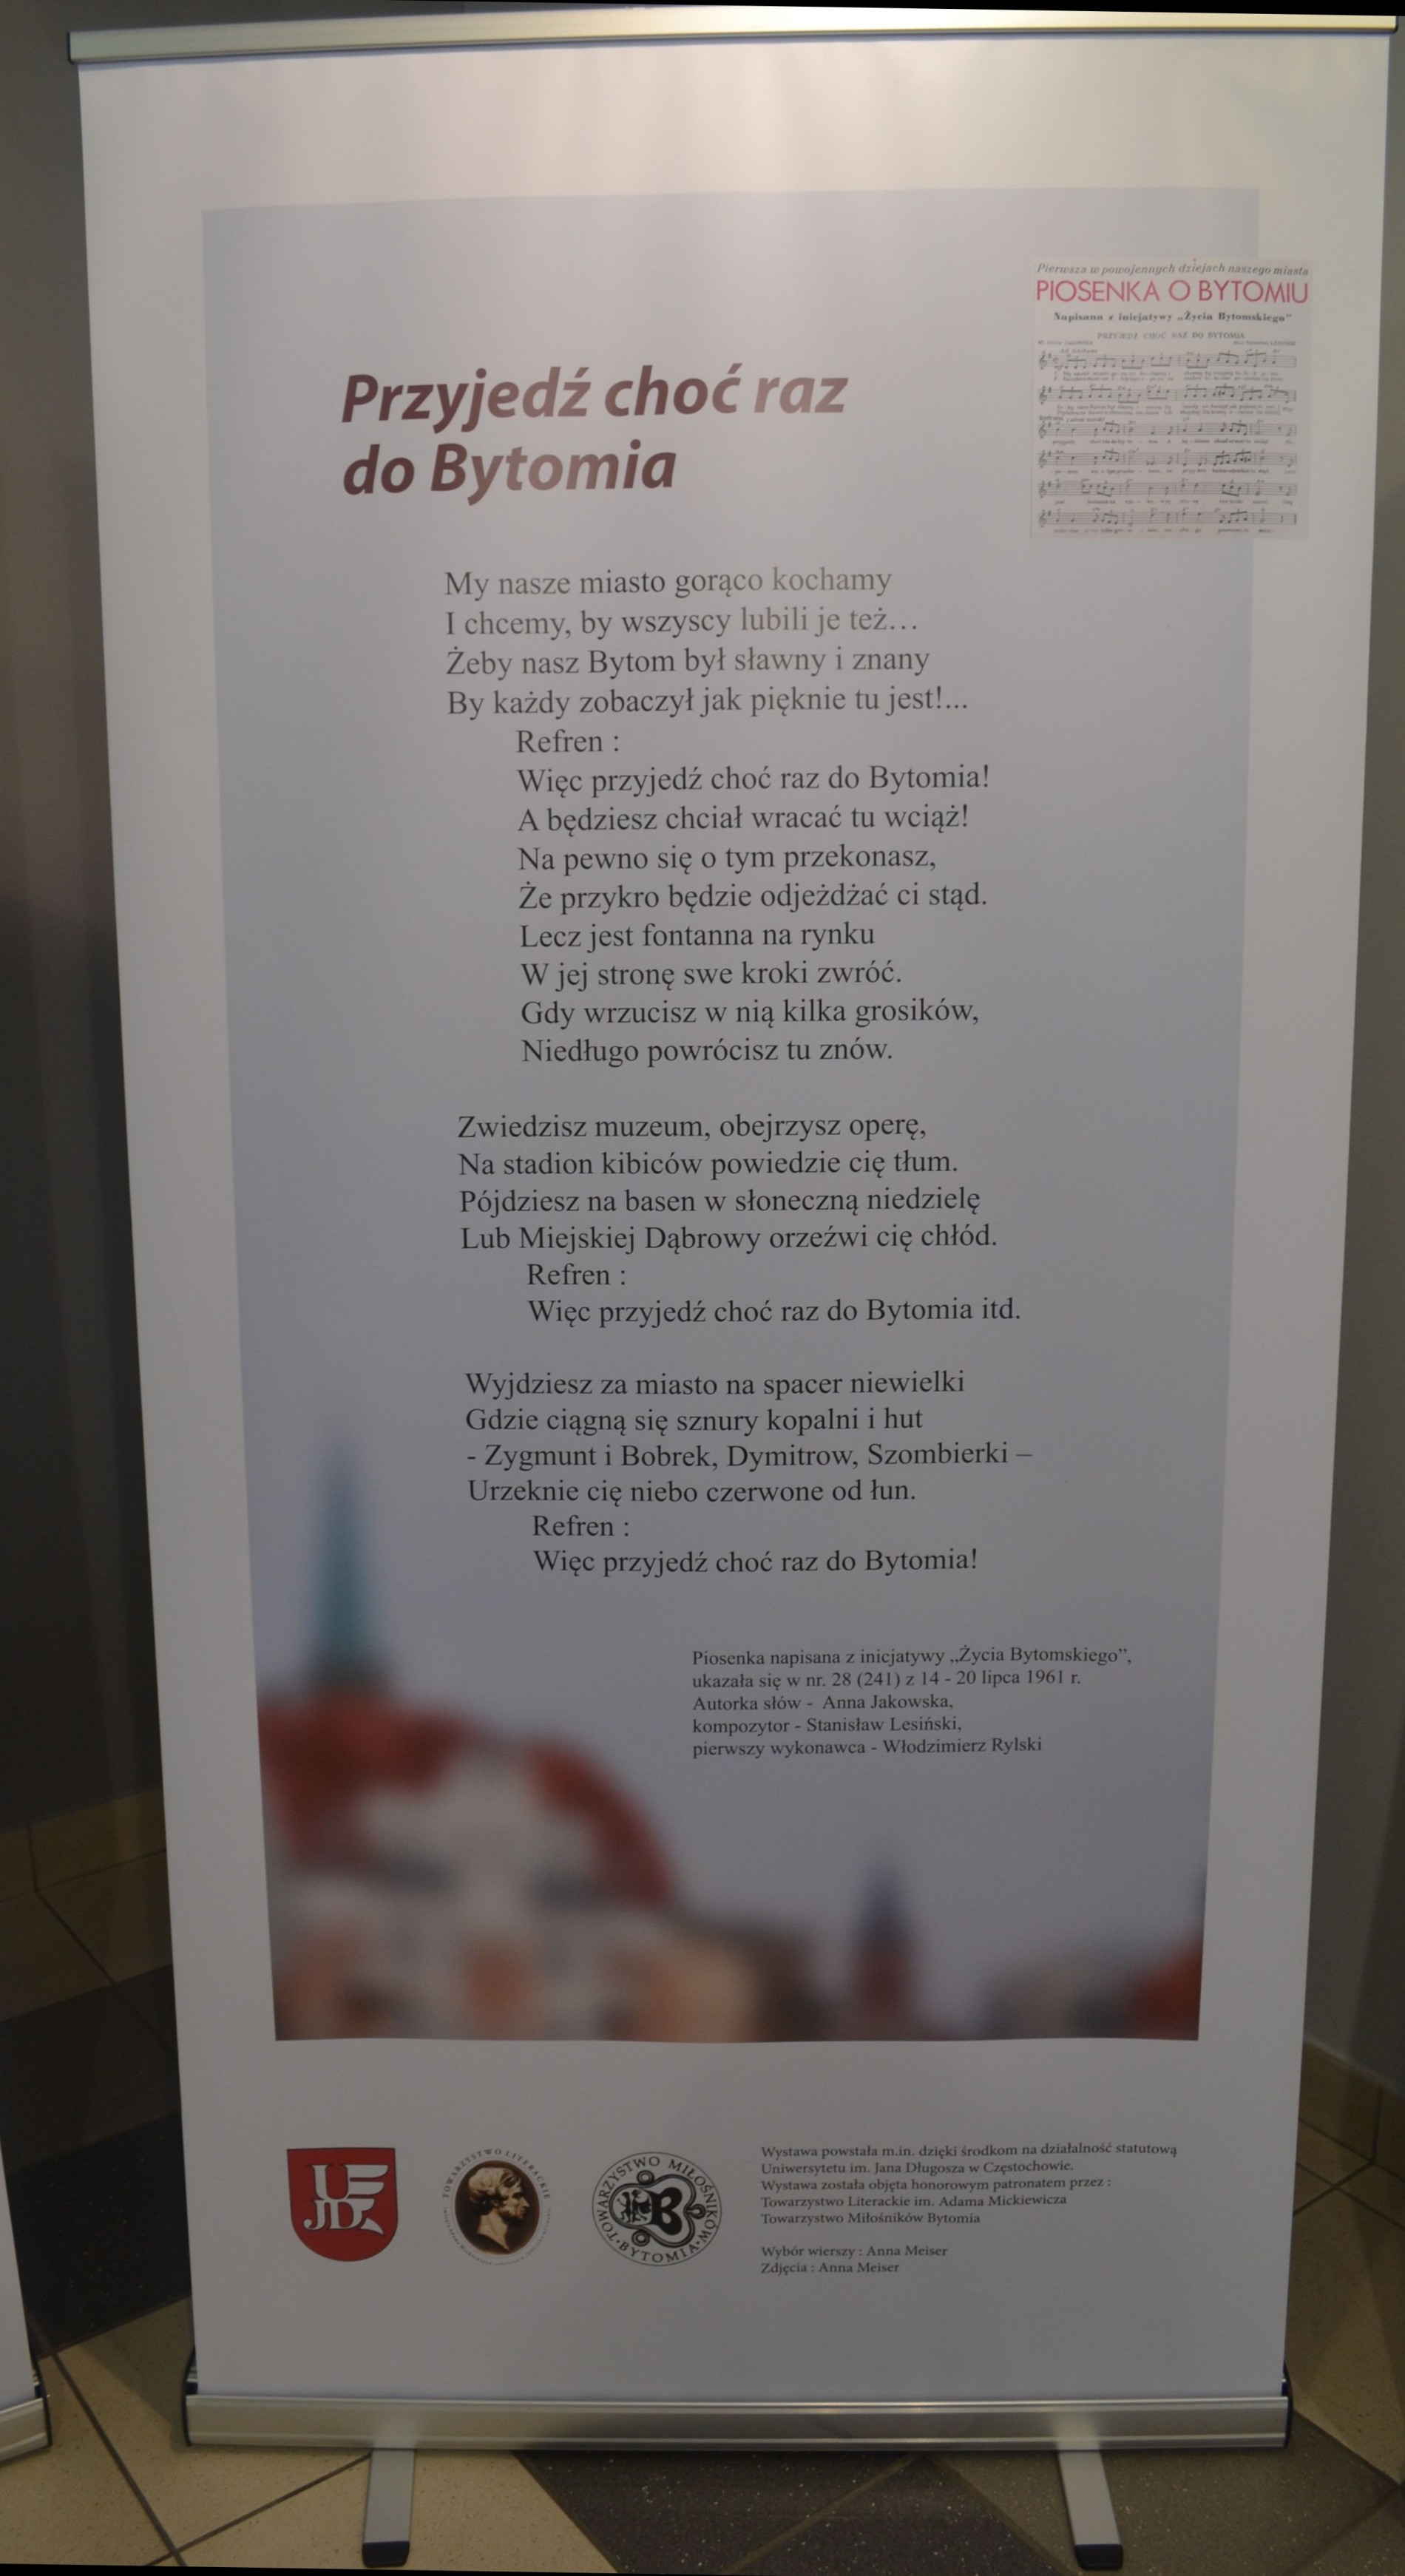 Pierwsza w powojennych dziejach naszego miasta
PIOSENKA O BYTOMIU
Napisana z inicjatywy „Życia Bytomskiego”
PRZYJEDŹ CHOĆ RAZ DO BYTOMIA
Przyjedź choć raz
do Bytomia
My nasze miasto gorąco kochamy
I chcemy, by wszyscy lubili je też…
Żeby nasz Bytom był sławny i znany
By każdy zobaczył jak pięknie tu jest!...
Refren :
Więc przyjedź choć raz do Bytomia!
A będziesz chciał wracać tu wciąż!
Na pewno się o tym przekonasz,
Że przykro będzie odjeżdżać ci stąd.
Lecz jest fontanna na rynku
W jej stronę swe kroki zwróć.
Gdy wrzucisz w nią kilka grosików,
Niedługo powrócisz tu znów.
Zwiedzisz muzeum, obejrzysz operę,
Na stadion kibiców powiedzie cię tłum.
Pójdziesz na basen w słoneczną niedzielę
Lub Miejskiej Dąbrowy orzeźwi cię chłód.
Refren :
Więc przyjedź choć raz do Bytomia itd.
Wyjdziesz za miasto na spacer niewielki
Gdzie ciągną się sznury kopalni i hut
- Zygmunt i Bobrek, Dymitrow, Szombierki –
Urzeknie cię niebo czerwone od łun.
Refren :
Więc przyjedź choć raz do Bytomia!
Piosenka napisana z inicjatywy „Życia Bytomskiego”,
ukazała się w nr. 28 (241) z 14 - 20 lipca 1961 r.
Autorka słów - Anna Jakowska,
kompozytor - Stanisław Lesiński,
pierwszy wykonawca - Włodzimierz Rylski
UJD
TOWARZYSTWO LITERACKIE
TOWARZYSTWO MIŁOŚNIKÓW BYTOMIA
B
Wystawa powstała m.in. dzięki środkom na działalność statutową
Uniwersytetu im. Jana Długosza w Częstochowie.
Wystawa została objęta honorowym patronatem przez :
Towarzystwo Literackie im. Adama Mickiewicza
Towarzystwo Miłośników Bytomia
Wybór wierszy : Anna Meiser
Zdjęcia : Anna Meiser